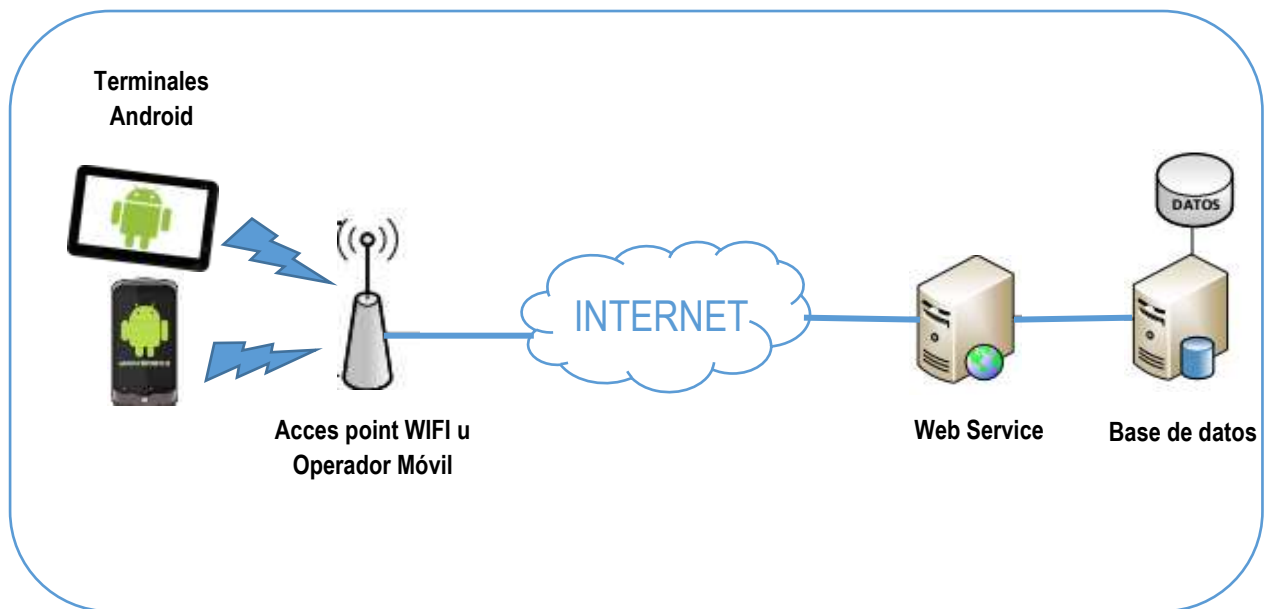 Terminales
Android
DATOS
INTERNET
Acces point WIFI u
Operador Móvil
Web Service
Base de datos